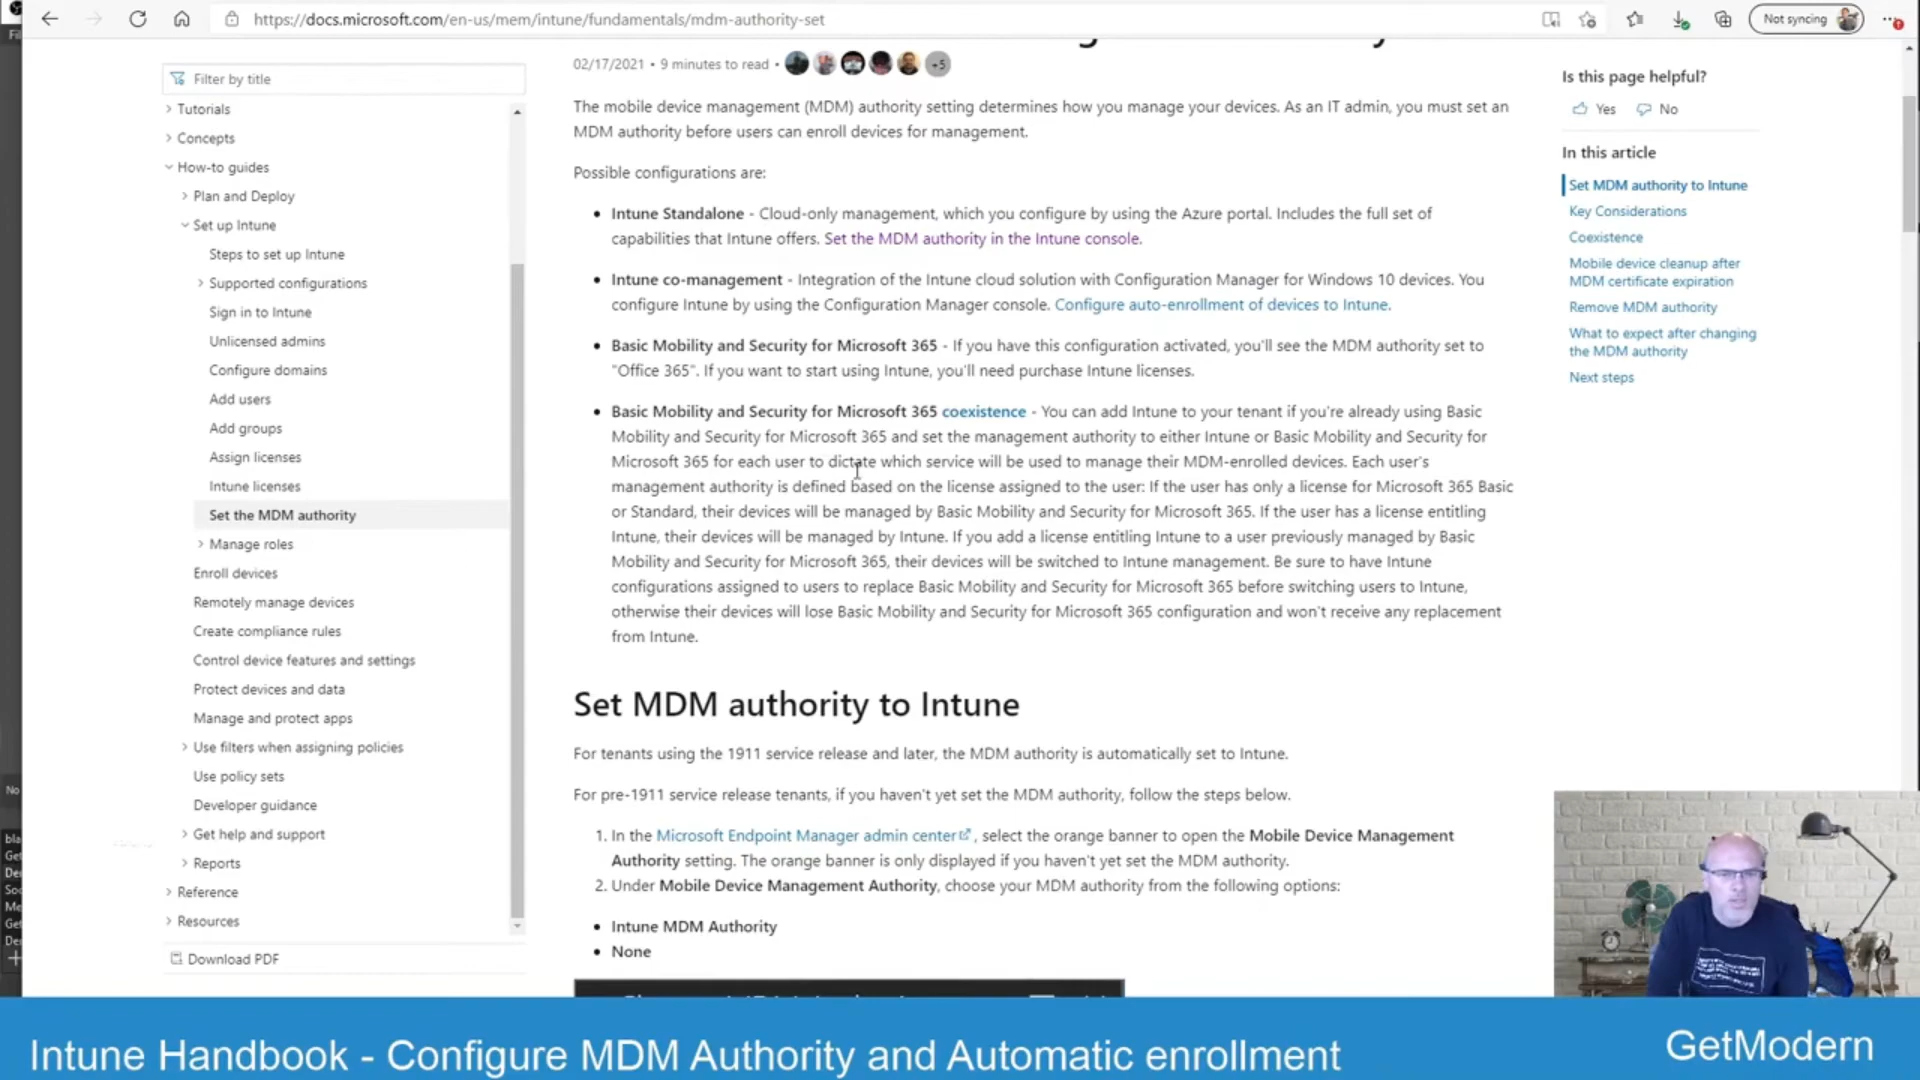 https://docs.microsoft.com/en-us/mem/intune/fundamentals/mdm-authority-set
Not syncing
Filter by title
Tutorials
Concepts
How-to guides
Plan and Deploy
Set up Intune
Steps to set up Intune
Supported configurations
Sign in to Intune
Unlicensed admins
Configure domains
Add users
Add groups
Assign licenses
Intune licenses
Set the MDM authority
Manage roles
Enroll devices
Remotely manage devices
Create compliance rules
Control device features and settings
Protect devices and data
Manage and protect apps
Use filters when assigning policies
Use policy sets
Developer guidance
Get help and support
Reports
Reference
Resources
Download PDF
02/17/2021 • 9 minutes to read •
+5
The mobile device management (MDM) authority setting determines how you manage your devices. As an IT admin, you must set an
MDM authority before users can enroll devices for management.
Possible configurations are:
• Intune Standalone - Cloud-only management, which you configure by using the Azure portal. Includes the full set of
capabilities that Intune offers. Set the MDM authority in the Intune console.
• Intune co-management - Integration of the Intune cloud solution with Configuration Manager for Windows 10 devices. You
configure Intune by using the Configuration Manager console. Configure auto-enrollment of devices to Intune.
• Basic Mobility and Security for Microsoft 365 - If you have this configuration activated, you'll see the MDM authority set to
"Office 365". If you want to start using Intune, you'll need purchase Intune licenses.
• Basic Mobility and Security for Microsoft 365 coexistence - You can add Intune to your tenant if you're already using Basic
Mobility and Security for Microsoft 365 and set the management authority to either Intune or Basic Mobility and Security for
Microsoft 365 for each user to dictate which service will be used to manage their MDM-enrolled devices. Each user's
management authority is defined based on the license assigned to the user: If the user has only a license for Microsoft 365 Basic
or Standard, their devices will be managed by Basic Mobility and Security for Microsoft 365. If the user has a license entitling
Intune, their devices will be managed by Intune. If you add a license entitling Intune to a user previously managed by Basic
Mobility and Security for Microsoft 365, their devices will be switched to Intune management. Be sure to have Intune
configurations assigned to users to replace Basic Mobility and Security for Microsoft 365 before switching users to Intune,
otherwise their devices will lose Basic Mobility and Security for Microsoft 365 configuration and won't receive any replacement
from Intune.
Set MDM authority to Intune
For tenants using the 1911 service release and later, the MDM authority is automatically set to Intune.
For pre-1911 service release tenants, if you haven't yet set the MDM authority, follow the steps below.
1. In the Microsoft Endpoint Manager admin center, select the orange banner to open the Mobile Device Management
Authority setting. The orange banner is only displayed if you haven't yet set the MDM authority.
2. Under Mobile Device Management Authority, choose your MDM authority from the following options:
• Intune MDM Authority
• None
Is this page helpful?
Yes No
In this article
Set MDM authority to Intune
Key Considerations
Coexistence
Mobile device cleanup after
MDM certificate expiration
Remove MDM authority
What to expect after changing
the MDM authority
Next steps
Intune Handbook - Configure MDM Authority and Automatic enrollment
GetModern